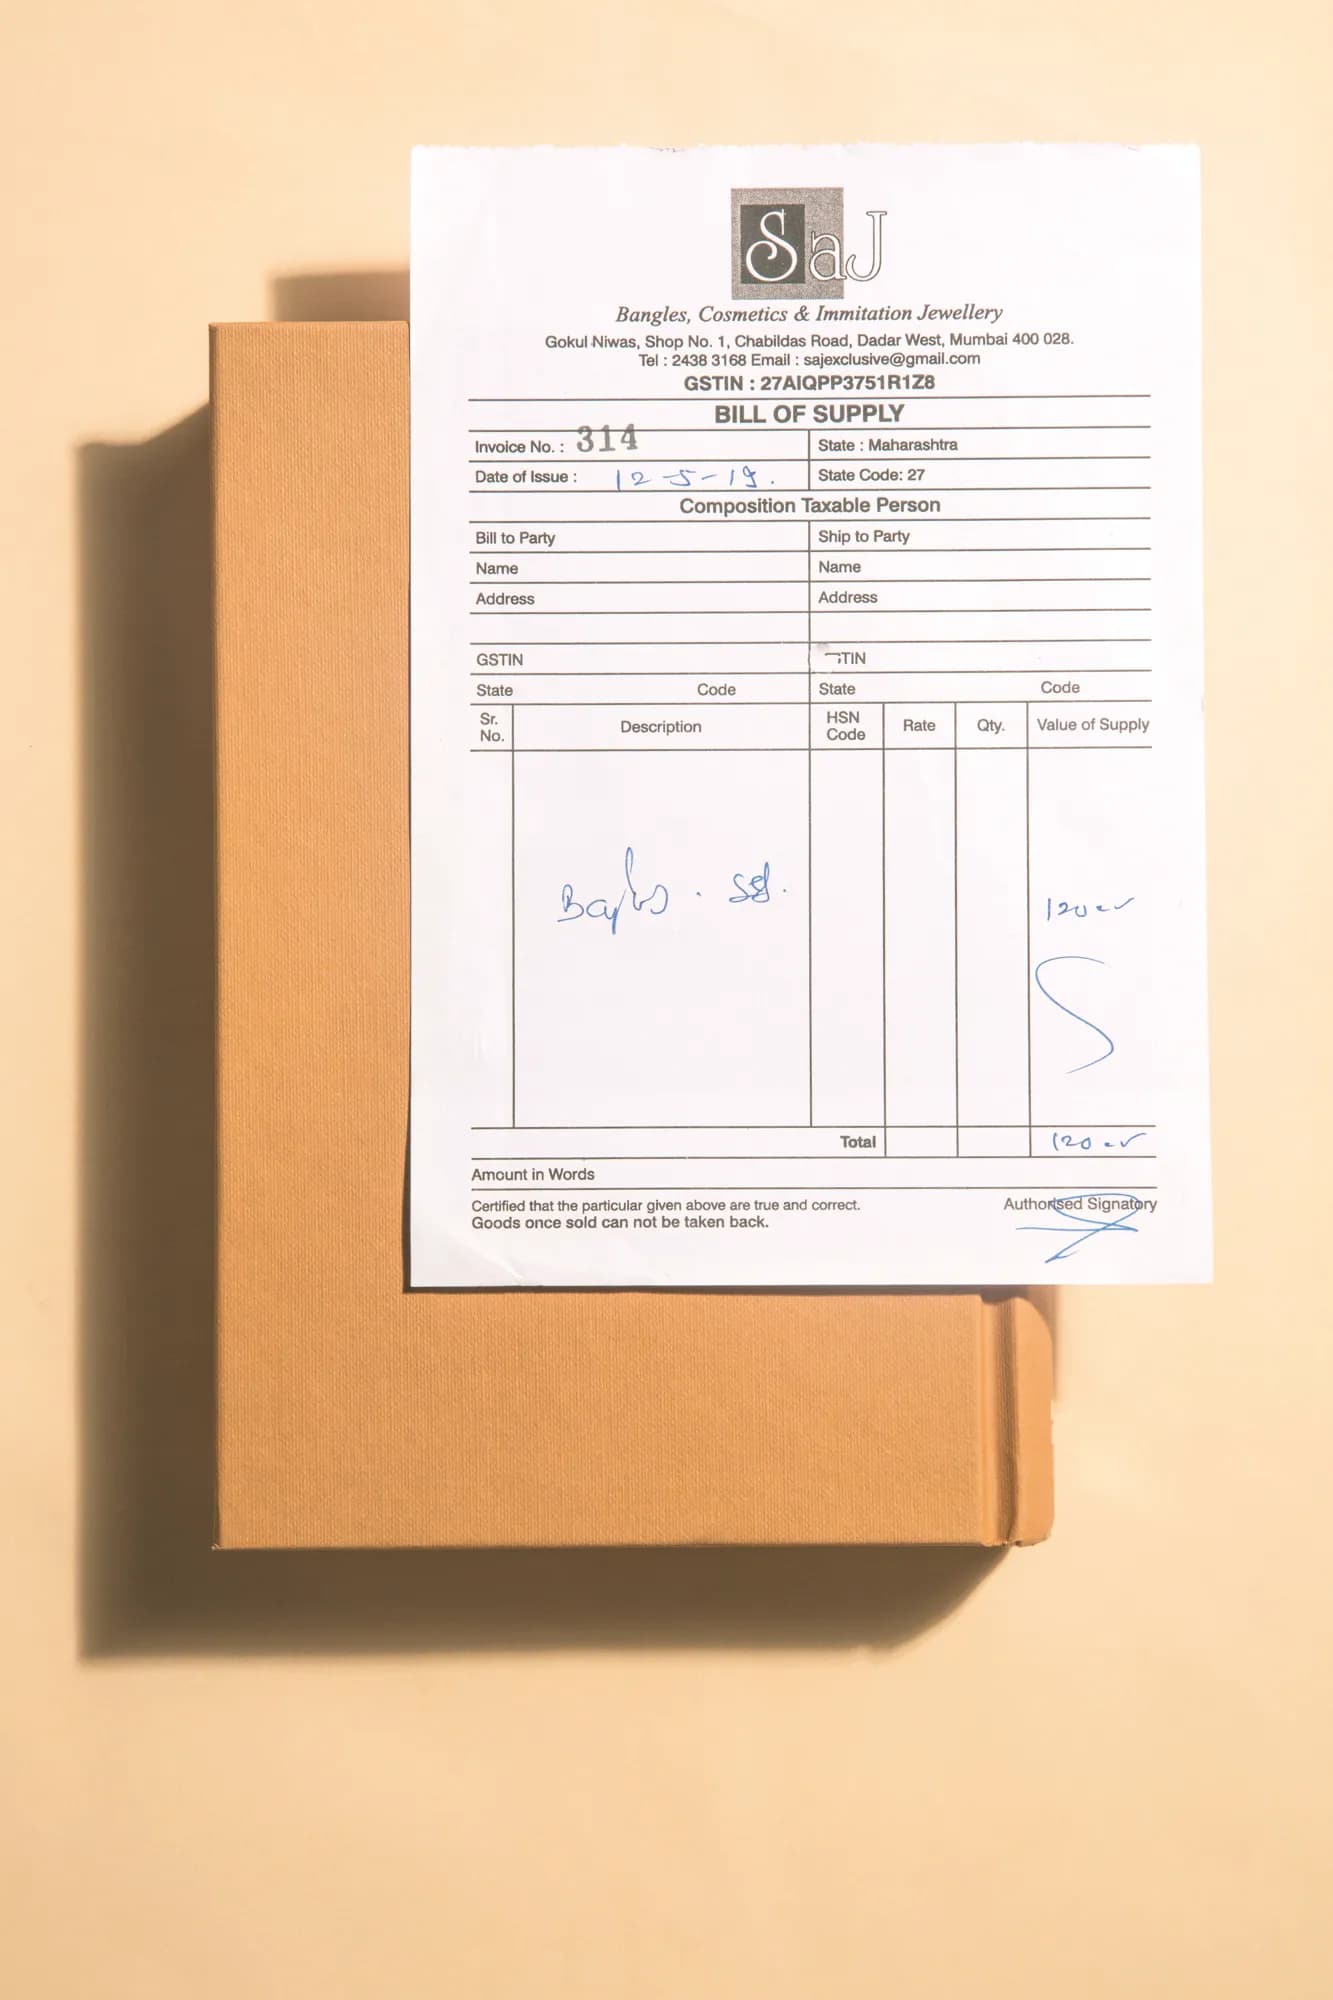 SaJ
Bangles, Cosmetics & Immitation Jewellery
Gokul Niwas, Shop No. 1, Chabildas Road, Dadar West, Mumbai 400 028.
Tel : 2438 3168 Email : sajexclusive@gmail.com
GSTIN : 27AIQPP3751R1Z8
BILL OF SUPPLY
Invoice No. : 314 State : Maharashtra
Date of Issue : 12-5-19. State Code: 27
Composition Taxable Person
Bill to Party Ship to Party
Name Name
Address Address
GSTIN TIN
State Code State Code
Sr. No. Description HSN Code Rate Qty. Value of Supply
Total
Amount in Words
Certified that the particular given above are true and correct. Authorised Signatory
Goods once sold can not be taken back.